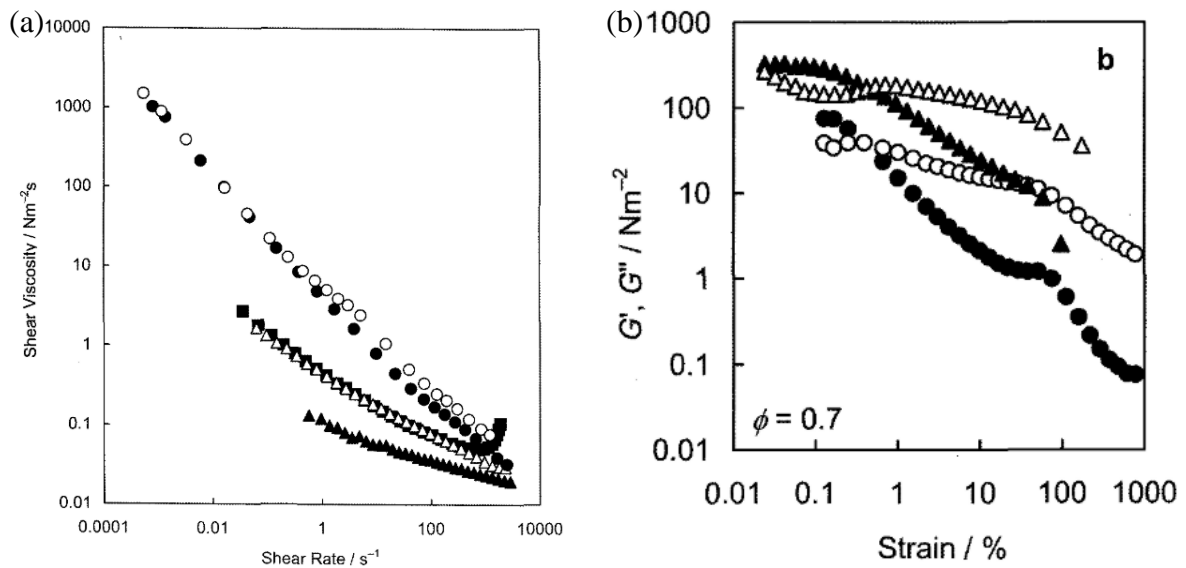 (a)
10000
1000
100
10
1
0.1
0.01
Shear Viscosity / Nm⁻²s
0.0001 0.01 1 100 10000
Shear Rate / s⁻¹
(b)
b
1000
100
10
1
0.1
0.01
G', G'' / Nm⁻²
ϕ = 0.7
0.01 0.1 1 10 100 1000
Strain / %